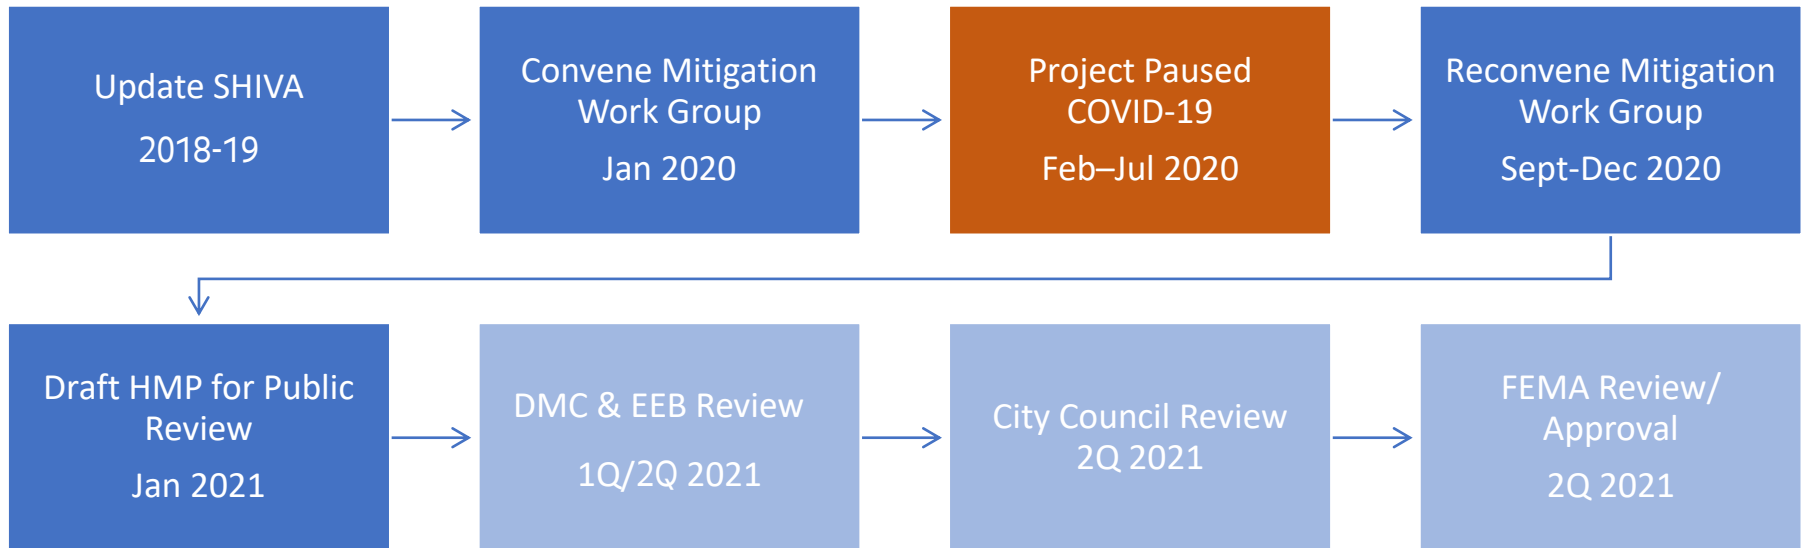 Update SHIVA
2018-19
Convene Mitigation
Work Group
Jan 2020
Project Paused
COVID-19
Feb–Jul 2020
Reconvene Mitigation
Work Group
Sept-Dec 2020
Draft HMP for Public
Review
Jan 2021
DMC & EEB Review
1Q/2Q 2021
City Council Review
2Q 2021
FEMA Review/
Approval
2Q 2021